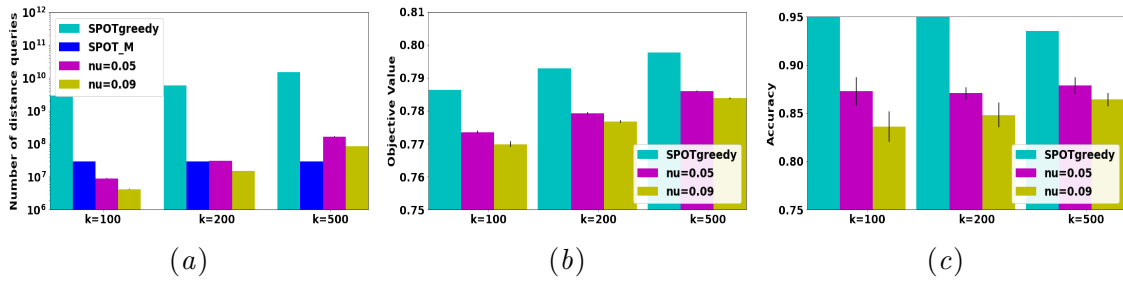 Number of distance queries
10^12
10^11
10^10
10^9
10^8
10^7
10^6
SPOTgreedy
SPOT_M
nu=0.05
nu=0.09
k=100
k=200
k=500
(a)
Objective Value
0.81
0.80
0.79
0.78
0.77
0.76
0.75
SPOTgreedy
nu=0.05
nu=0.09
k=100
k=200
k=500
(b)
Accuracy
0.95
0.90
0.85
0.80
0.75
SPOTgreedy
nu=0.05
nu=0.09
k=100
k=200
k=500
(c)